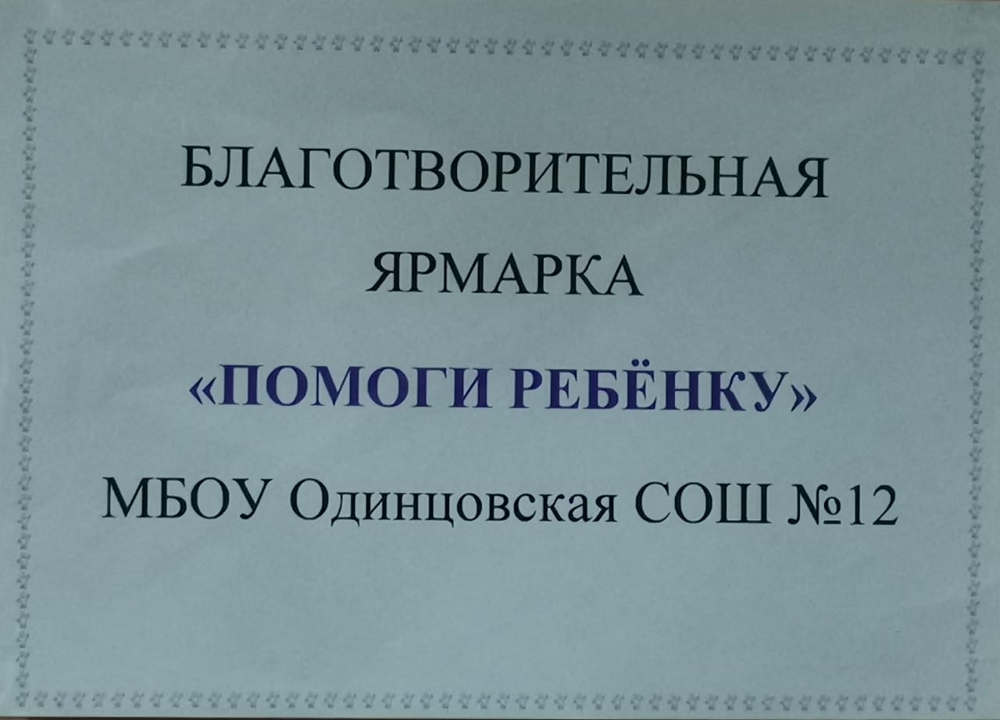 БЛАГОТВОРИТЕЛЬНАЯ
ЯРМАРКА
«ПОМОГИ РЕБЁНКУ»
МБОУ Одинцовская СОШ №12